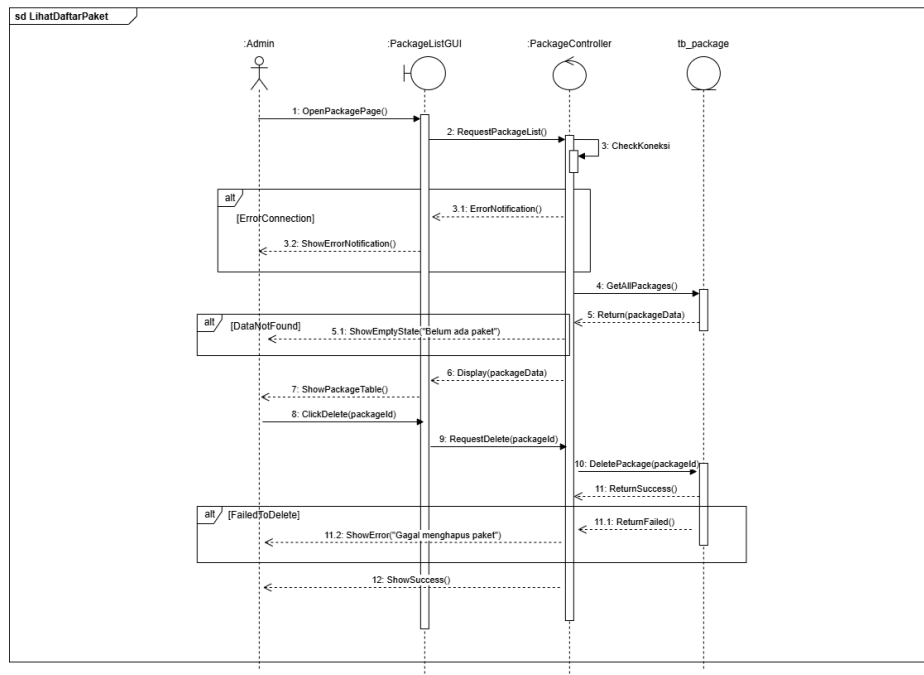 sd LihatDaftarPaket
:Admin
:PackageListGUI
:PackageController
tb_package
1: OpenPackagePage()
2: RequestPackageList()
3: CheckKoneksi
alt
[ErrorConnection]
3.1: ErrorNotification()
3.2: ShowErrorNotification()
4: GetAllPackages()
5: Return(packageData)
alt
[DataNotFound]
5.1: ShowEmptyState("Belum ada paket")
6: Display(packageData)
7: ShowPackageTable()
8: ClickDelete(packageId)
9: RequestDelete(packageId)
10: DeletePackage(packageId)
11: ReturnSuccess()
alt
[FailedToDelete]
11.1: ReturnFailed()
11.2: ShowError("Gagal menghapus paket")
12: ShowSuccess()